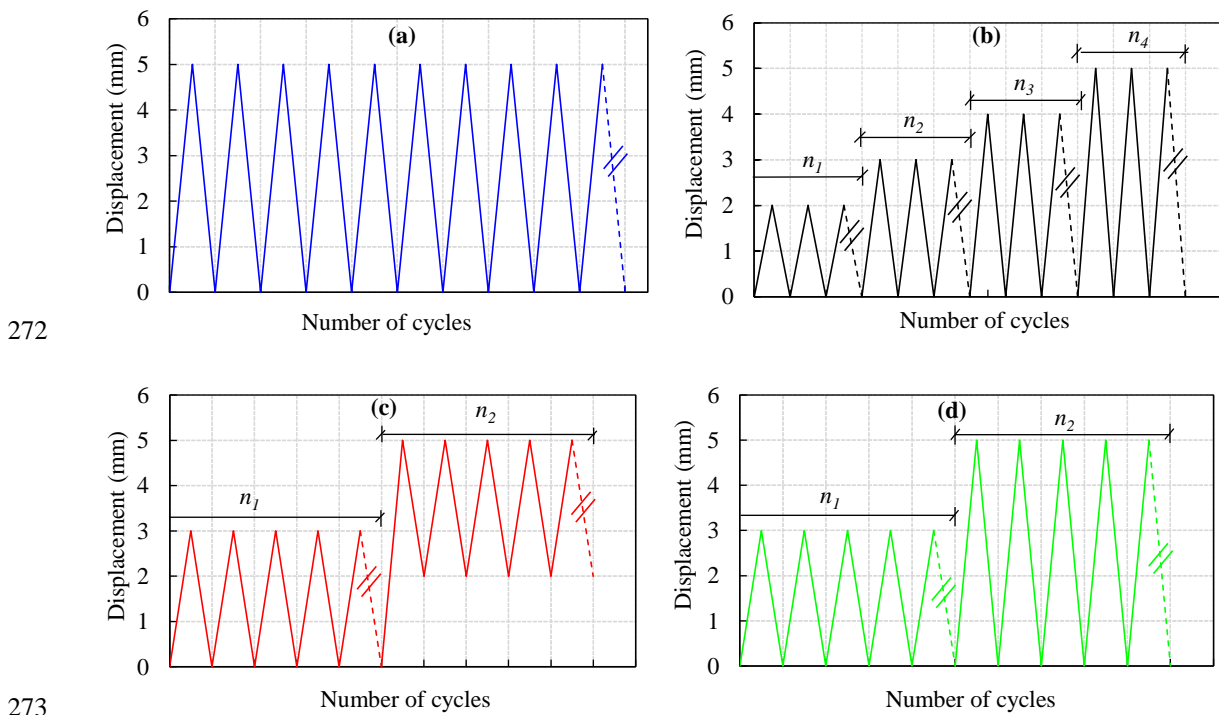 (a)
6
5
4
3
2
1
0
Displacement (mm)
Number of cycles
(b)
n1
n2
n3
n4
6
5
4
3
2
1
0
Displacement (mm)
Number of cycles
272
(c)
n1
n2
6
5
4
3
2
1
0
Displacement (mm)
Number of cycles
(d)
n1
n2
6
5
4
3
2
1
0
Displacement (mm)
Number of cycles
273